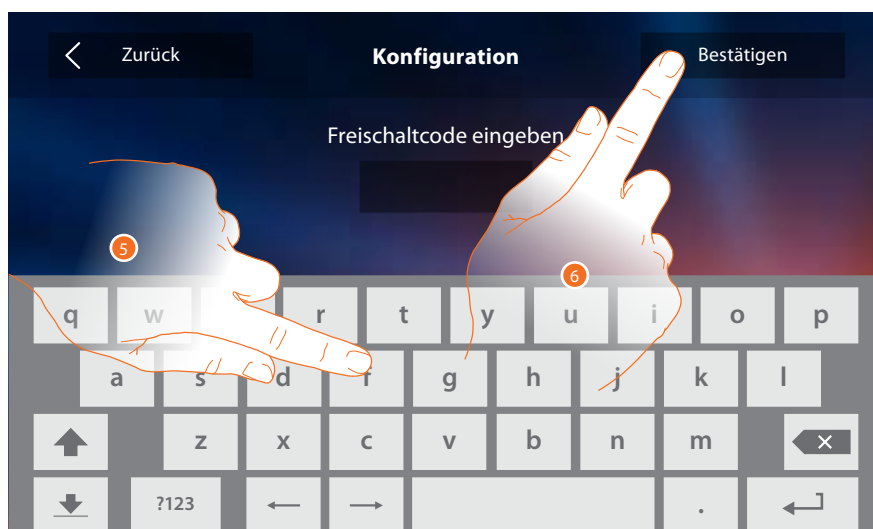 Zurück Konfiguration Bestätigen
Freischaltcode eingeben
5
6
q w r t y u i o p
a s d f g h j k l
z x c v b n m
?123 .